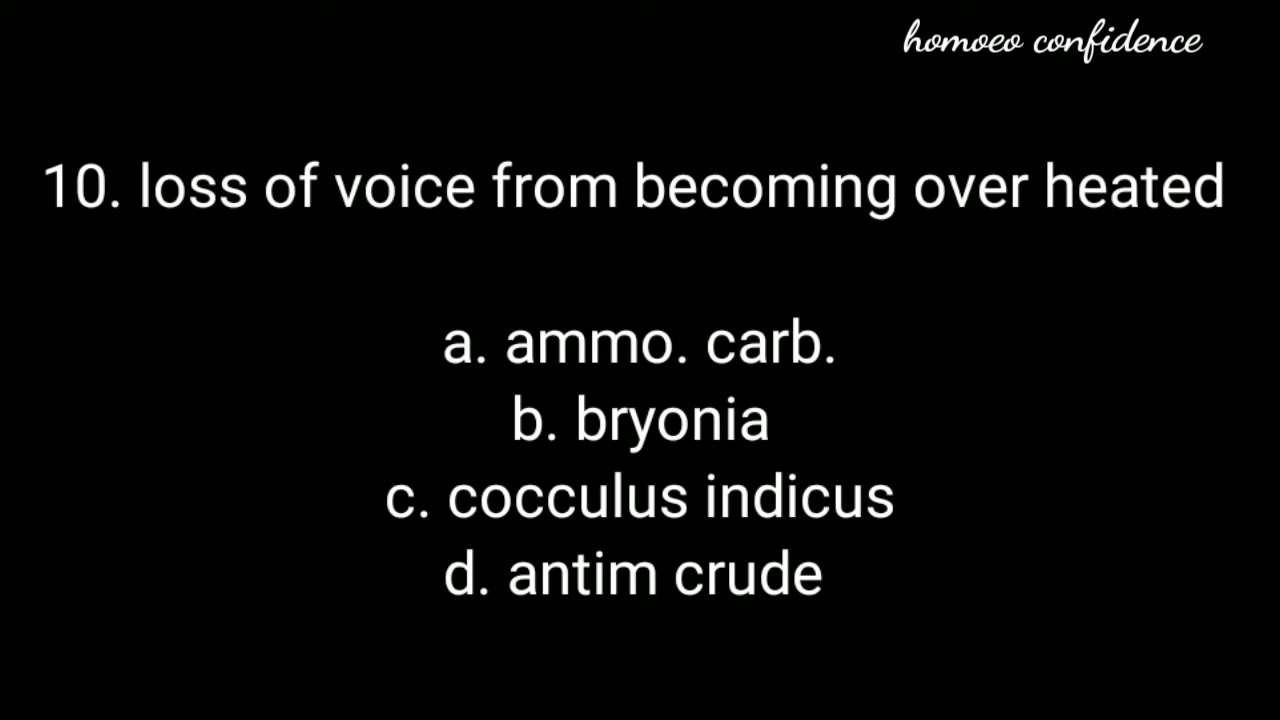 homoeo confidence
10. loss of voice from becoming over heated
a. ammo. carb.
b. bryonia
c. cocculus indicus
d. antim crude